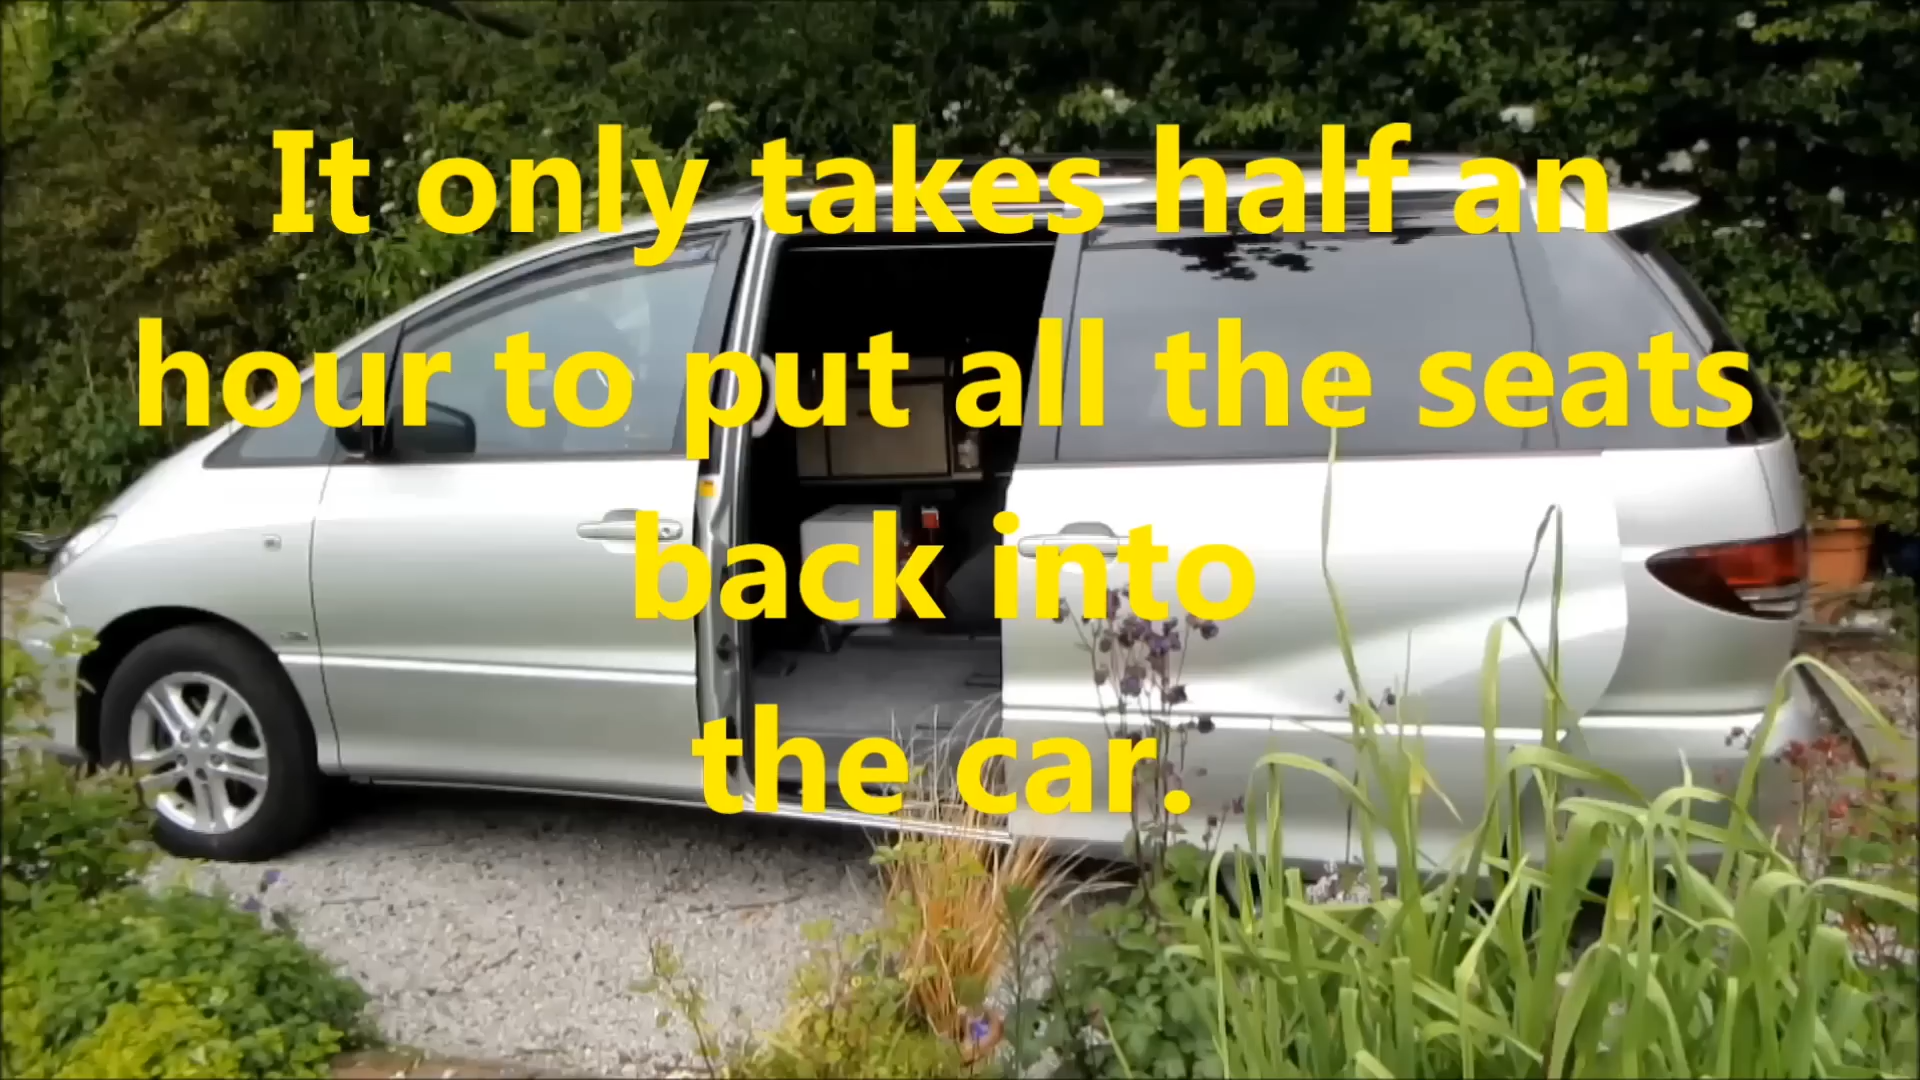 It only takes half an
hour to put all the seats
back into
the car.